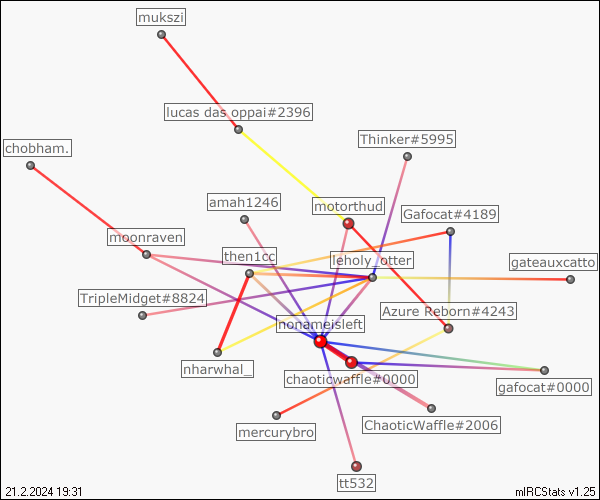 mukszi
lucas das oppai#2396
Thinker#5995
chobham.
amah1246
motorthud
Gafocat#4189
moonraven
then1cc
leholy_otter
gateauxcatto
TripleMidget#8824
Azure Reborn#4243
nonameisleft
nharwhal_
chaoticwaffle#0000
gafocat#0000
mercurybro
ChaoticWaffle#2006
tt532
21.2.2024 19:31
mIRCStats v1.25